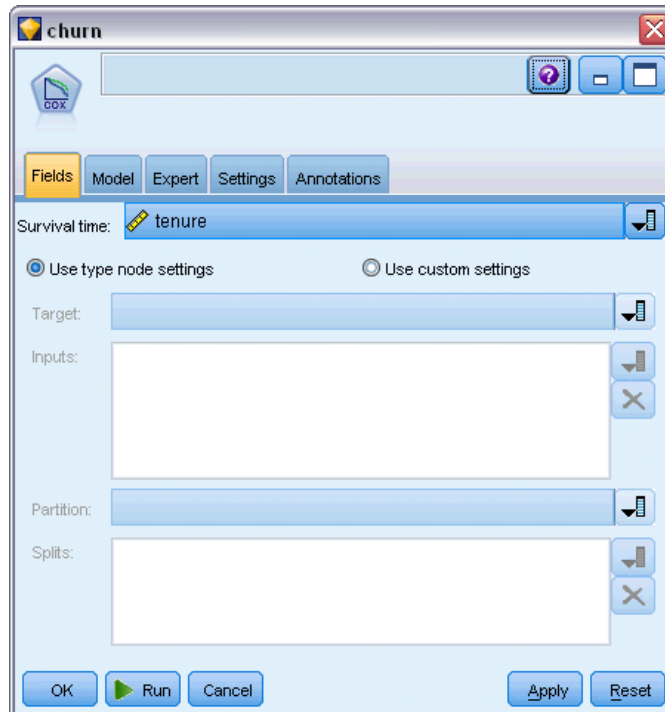 churn
COX
Fields Model Expert Settings Annotations
Survival time: tenure
Use type node settings Use custom settings
Target:
Inputs:
Partition:
Splits:
OK Run Cancel Apply Reset